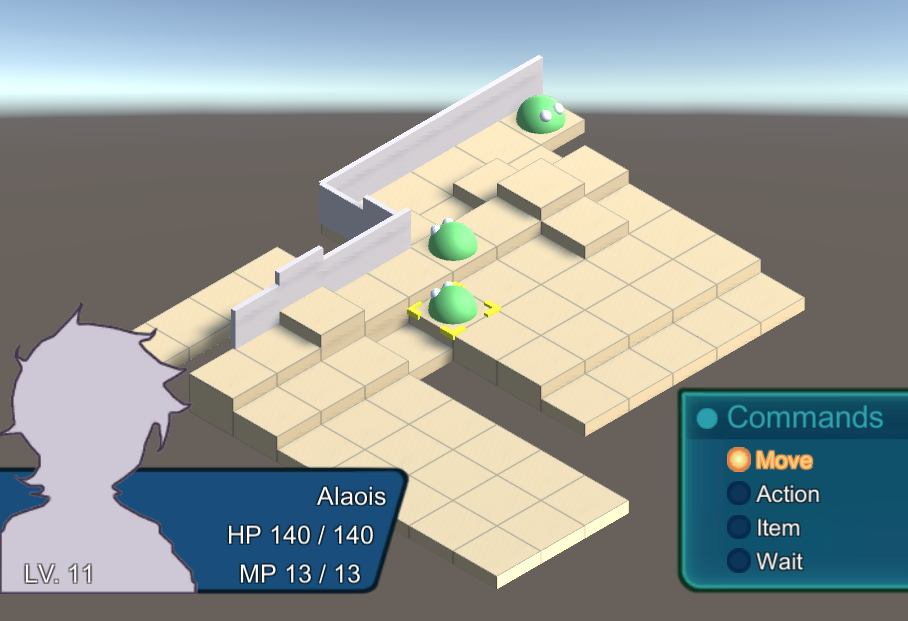 Commands
Move
Action
Item
Wait
Alaois
HP 140 / 140
LV. 11
MP 13 / 13